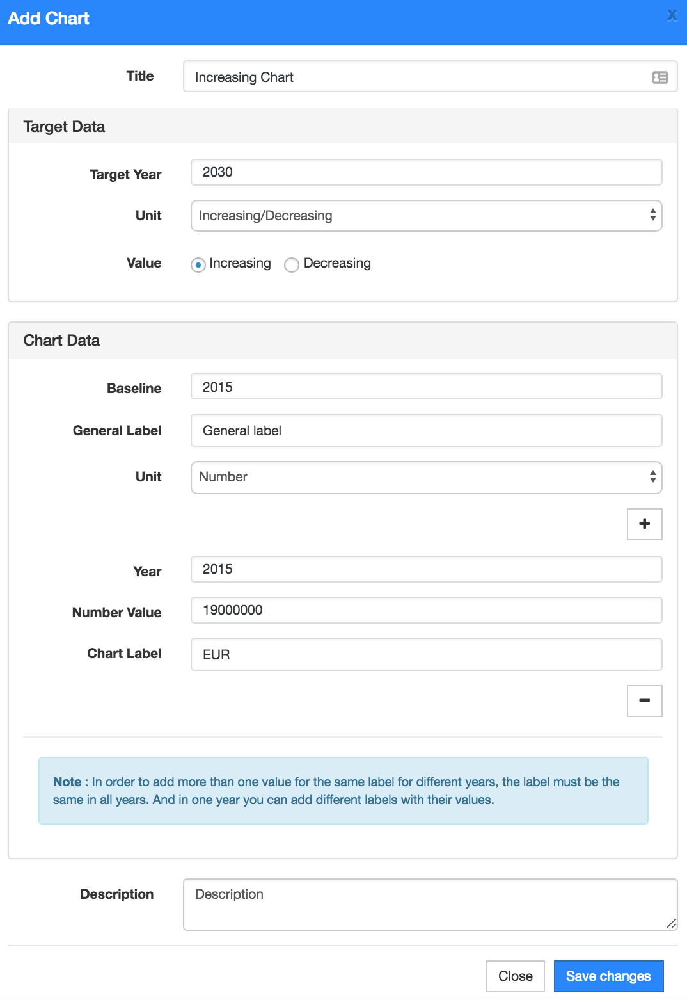 Add Chart
X
Title
Increasing Chart
Target Data
Target Year
2030
Unit
Increasing/Decreasing
Value
Increasing
Decreasing
Chart Data
Baseline
2015
General Label
General label
Unit
Number
+
Year
2015
Number Value
19000000
Chart Label
EUR
−
Note : In order to add more than one value for the same label for different years, the label must be the
same in all years. And in one year you can add different labels with their values.
Description
Description
Close
Save changes